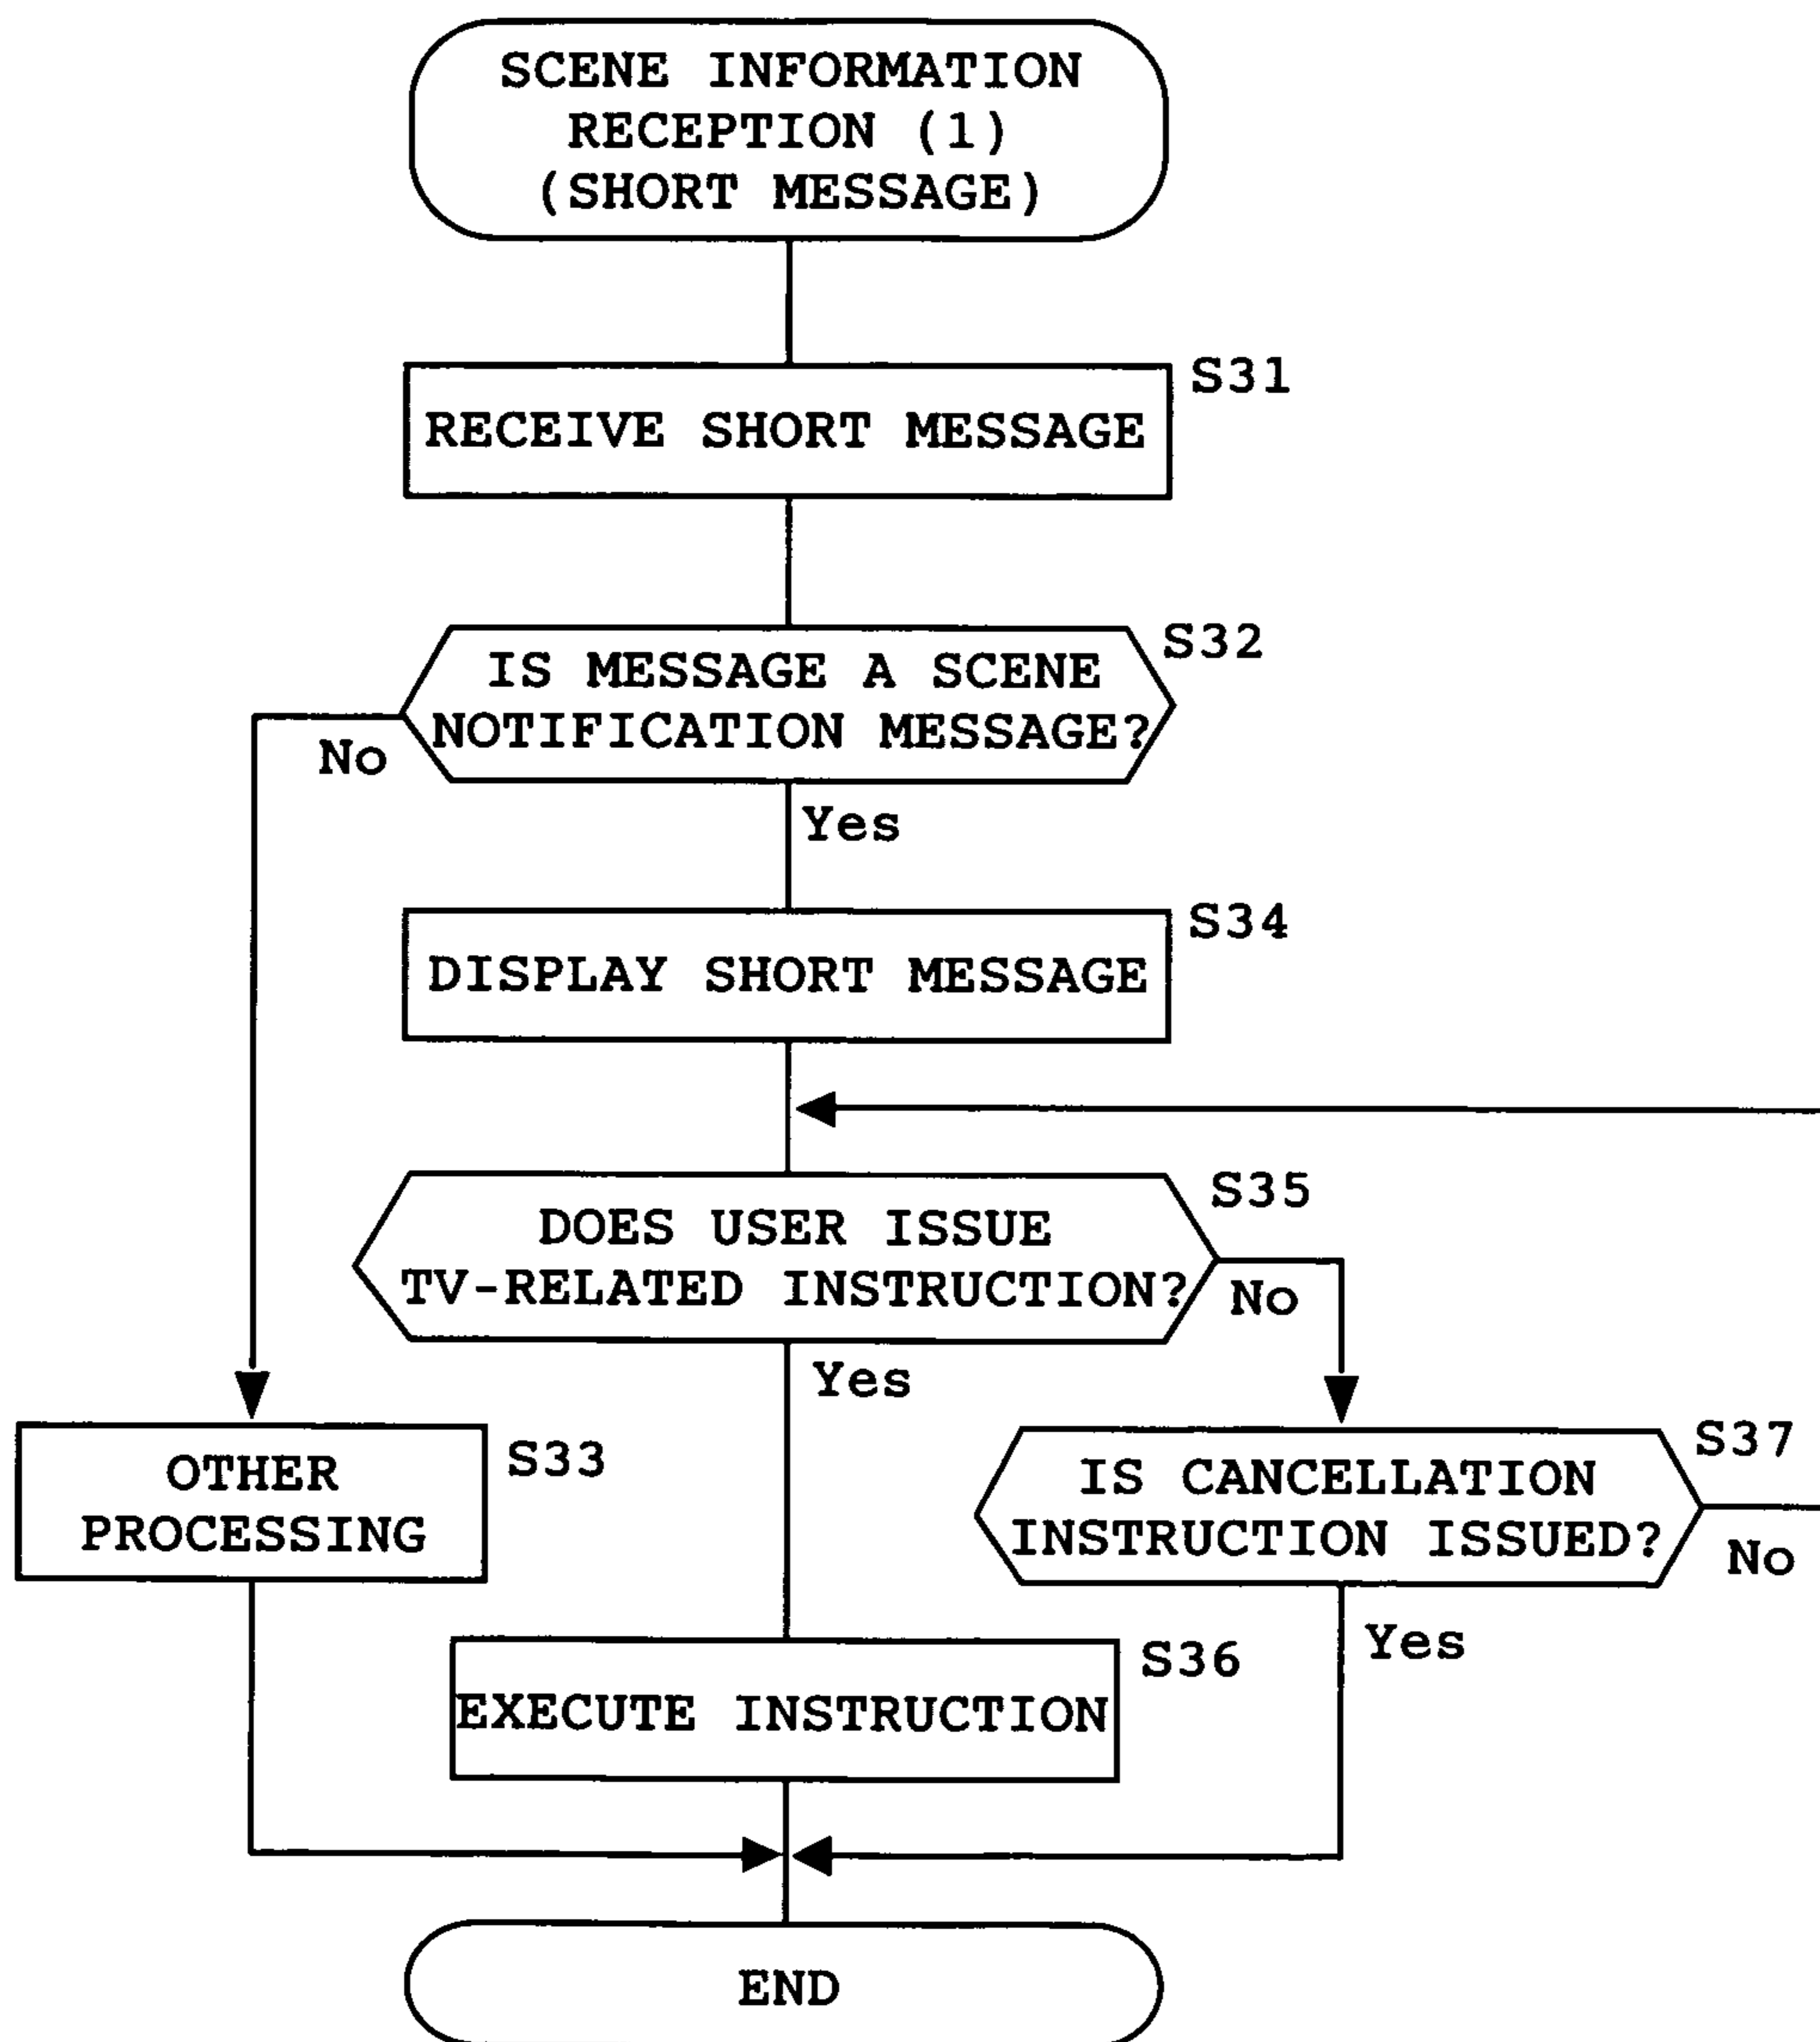 SCENE INFORMATION
RECEPTION (1)
(SHORT MESSAGE)
S31
RECEIVE SHORT MESSAGE
S32
IS MESSAGE A SCENE
NOTIFICATION MESSAGE?
No
Yes
S34
DISPLAY SHORT MESSAGE
S35
DOES USER ISSUE
TV-RELATED INSTRUCTION?
No
Yes
S33
OTHER
PROCESSING
S37
IS CANCELLATION
INSTRUCTION ISSUED?
No
Yes
S36
EXECUTE INSTRUCTION
END